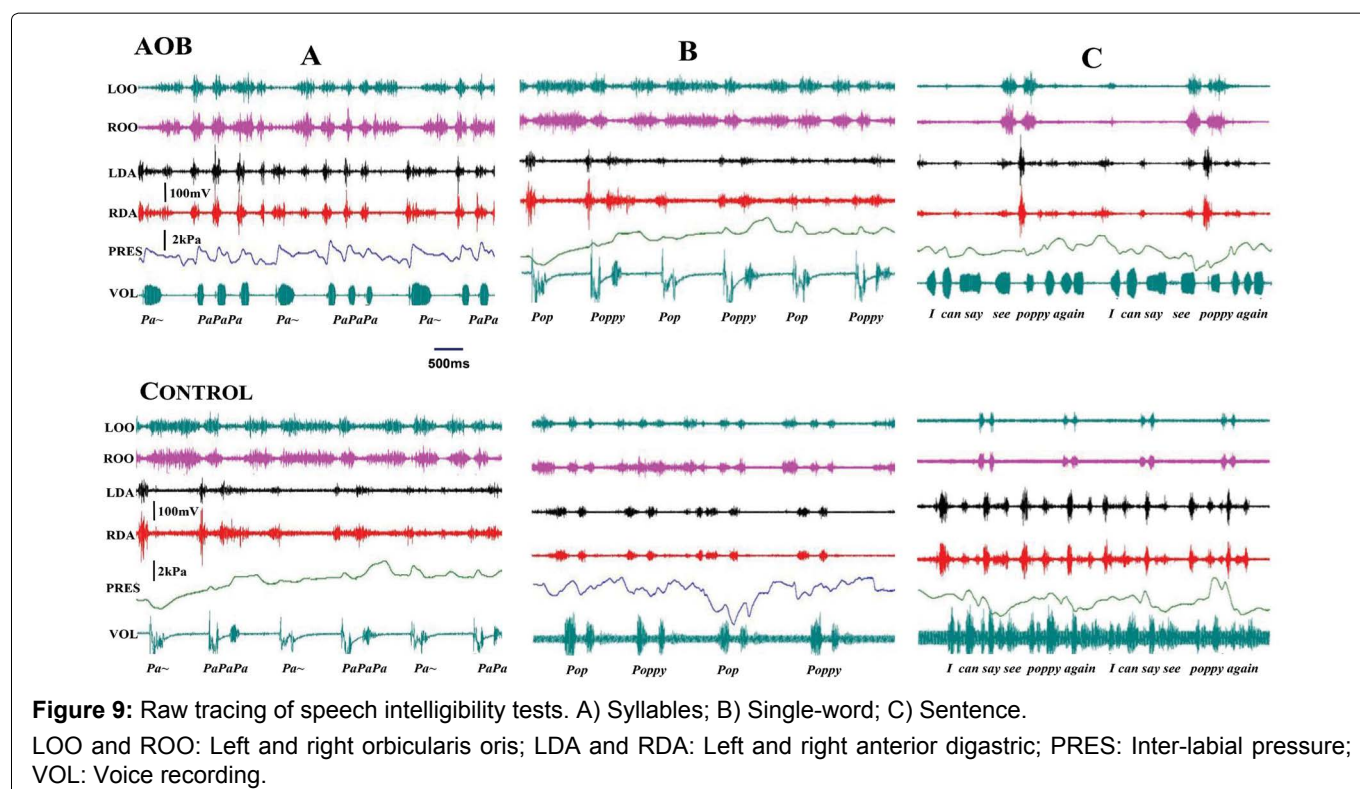 AOB
A
B
C
LOO
ROO
LDA
100mV
RDA
2kPa
PRES
VOL
Pa~ PaPaPa Pa~ PaPaPa Pa~ PaPa
Pop Poppy Pop Poppy Pop Poppy
I can say see poppy again I can say see poppy again
500ms
CONTROL
LOO
ROO
LDA
100mV
RDA
2kPa
PRES
VOL
Pa~ PaPaPa Pa~ PaPaPa Pa~ PaPa
Pop Poppy Pop Poppy
I can say see poppy again I can say see poppy again
Figure 9: Raw tracing of speech intelligibility tests. A) Syllables; B) Single-word; C) Sentence.
LOO and ROO: Left and right orbicularis oris; LDA and RDA: Left and right anterior digastric; PRES: Inter-labial pressure;
VOL: Voice recording.